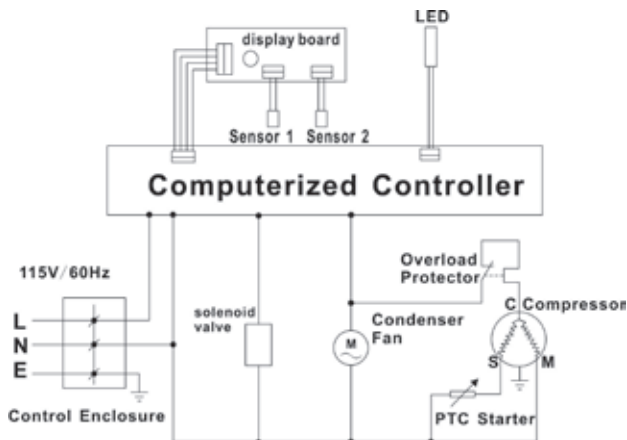 LED
display board
Sensor 1 Sensor 2
Computerized Controller
115V/60Hz
L
N
E
Control Enclosure
solenoid
valve
M
Condenser
Fan
Overload
Protector
C Compressor
S M
PTC Starter